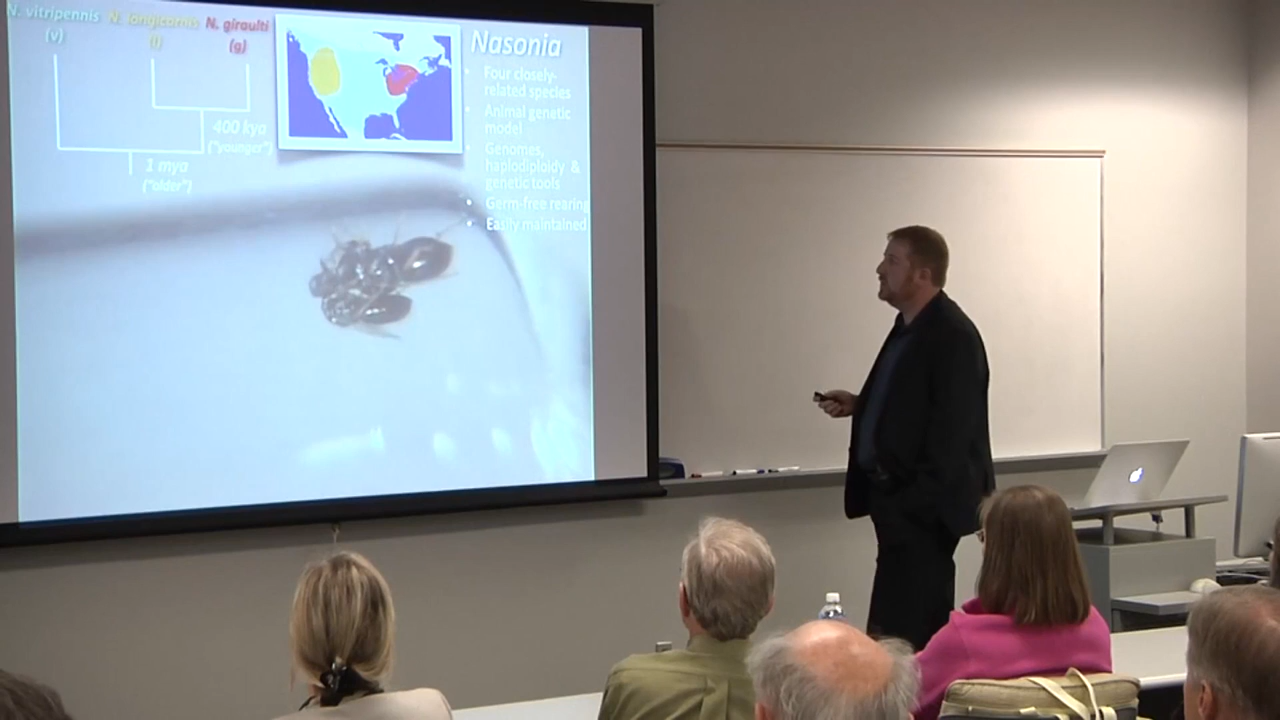 N. vitripennis N. longicornis N. giraulti
(v) (l) (g)
400 kya
("younger")
1 mya
("older")
Nasonia
• Four closely-
related species
• Animal genetic
model
• Genomes,
haplodiploidy &
genetic tools
• Germ-free rearing
• Easily maintained